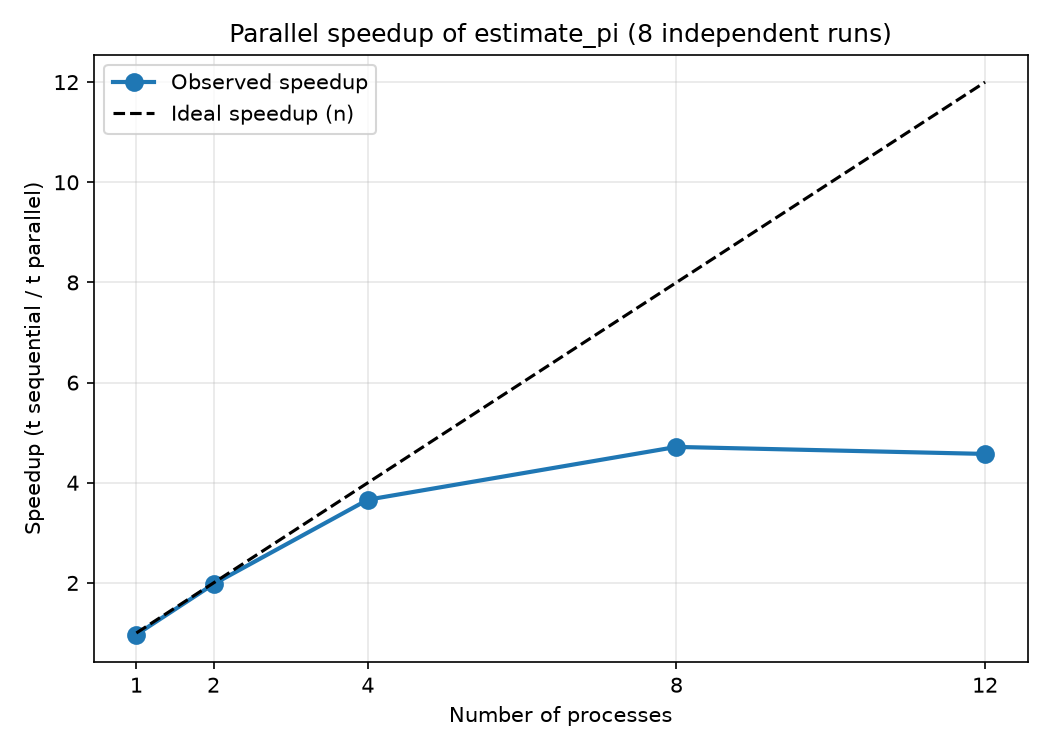 Parallel speedup of estimate_pi (8 independent runs)
Observed speedup
Ideal speedup (n)
Speedup (t sequential / t parallel)
12
10
8
6
4
2
1 2 4 8 12
Number of processes